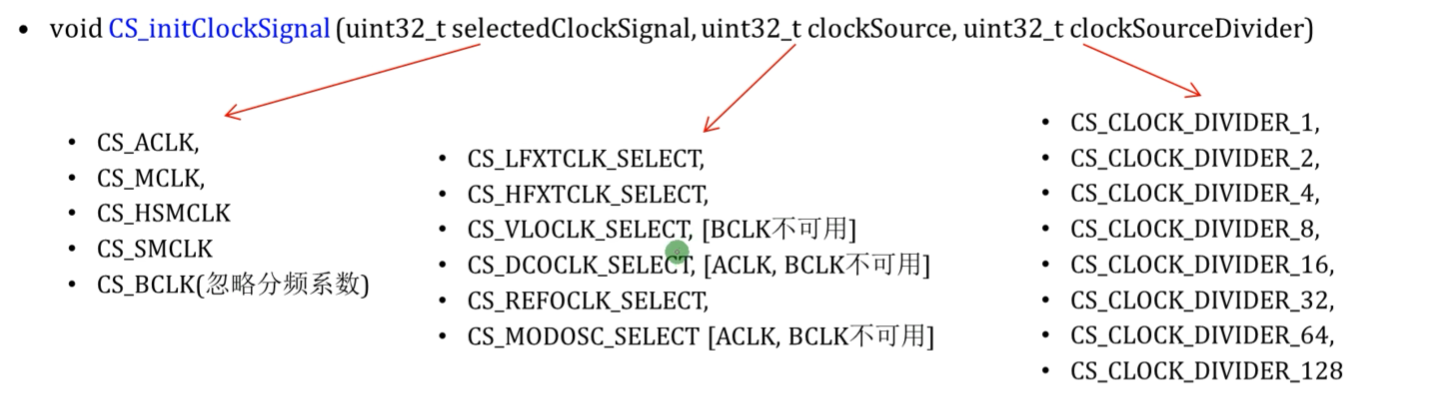 • void CS_initClockSignal (uint32_t selectedClockSignal, uint32_t clockSource, uint32_t clockSourceDivider)
• CS_ACLK,
• CS_MCLK,
• CS_HSMCLK
• CS_SMCLK
• CS_BCLK(忽略分频系数)
• CS_LFXTCLK_SELECT,
• CS_HFXTCLK_SELECT,
• CS_VLOCLK_SELECT, [BCLK不可用]
• CS_DCOCLK_SELECT, [ACLK, BCLK不可用]
• CS_REFOCLK_SELECT,
• CS_MODOSC_SELECT [ACLK, BCLK不可用]
• CS_CLOCK_DIVIDER_1,
• CS_CLOCK_DIVIDER_2,
• CS_CLOCK_DIVIDER_4,
• CS_CLOCK_DIVIDER_8,
• CS_CLOCK_DIVIDER_16,
• CS_CLOCK_DIVIDER_32,
• CS_CLOCK_DIVIDER_64,
• CS_CLOCK_DIVIDER_128